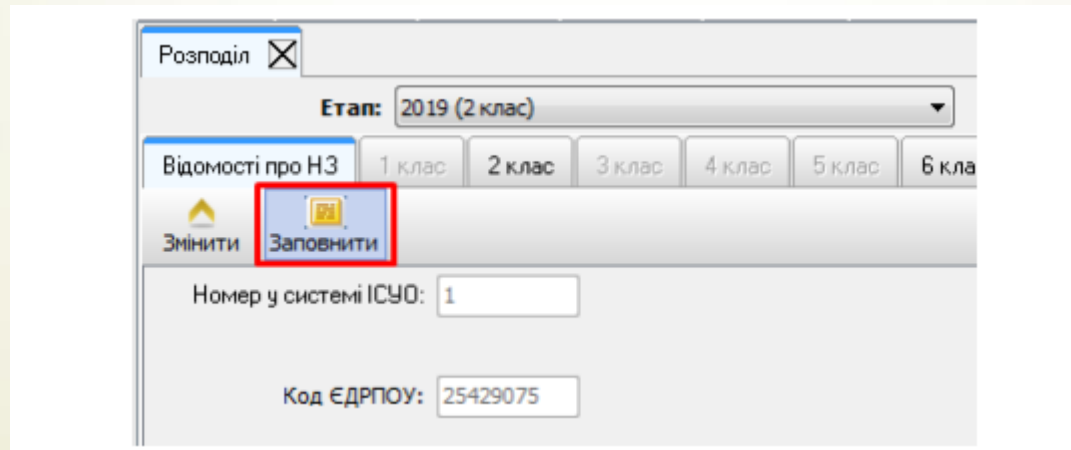 Розподіл
Етап: 2019 (2 клас)
Відомості про НЗ 1 клас 2 клас 3 клас 4 клас 5 клас 6 кла
Змінити Заповнити
Номер у системі ІСУО: 1
Код ЄДРПОУ: 25429075